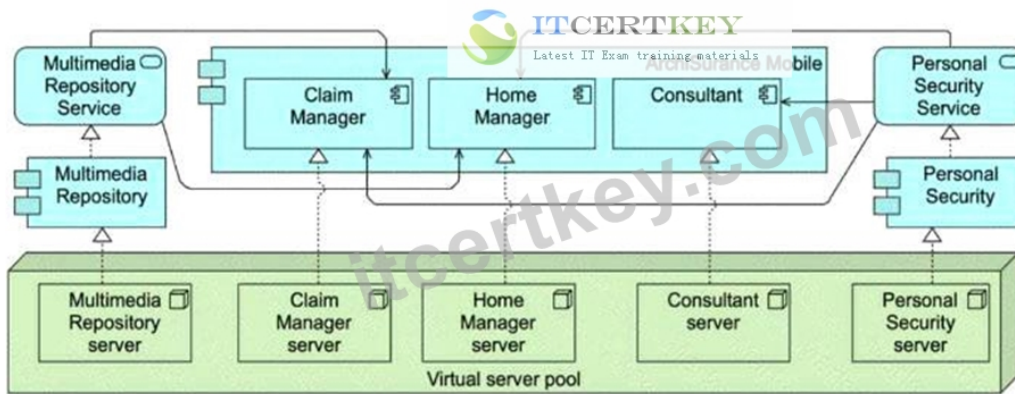 ITCERTKEY
Latest IT Exam training materials
ArchiSurance Mobile
Multimedia
Repository
Service
Claim
Manager
Home
Manager
Consultant
Personal
Security
Service
Multimedia
Repository
Personal
Security
itcertkey.com
Multimedia
Repository
server
Claim
Manager
server
Home
Manager
server
Consultant
server
Personal
Security
server
Virtual server pool